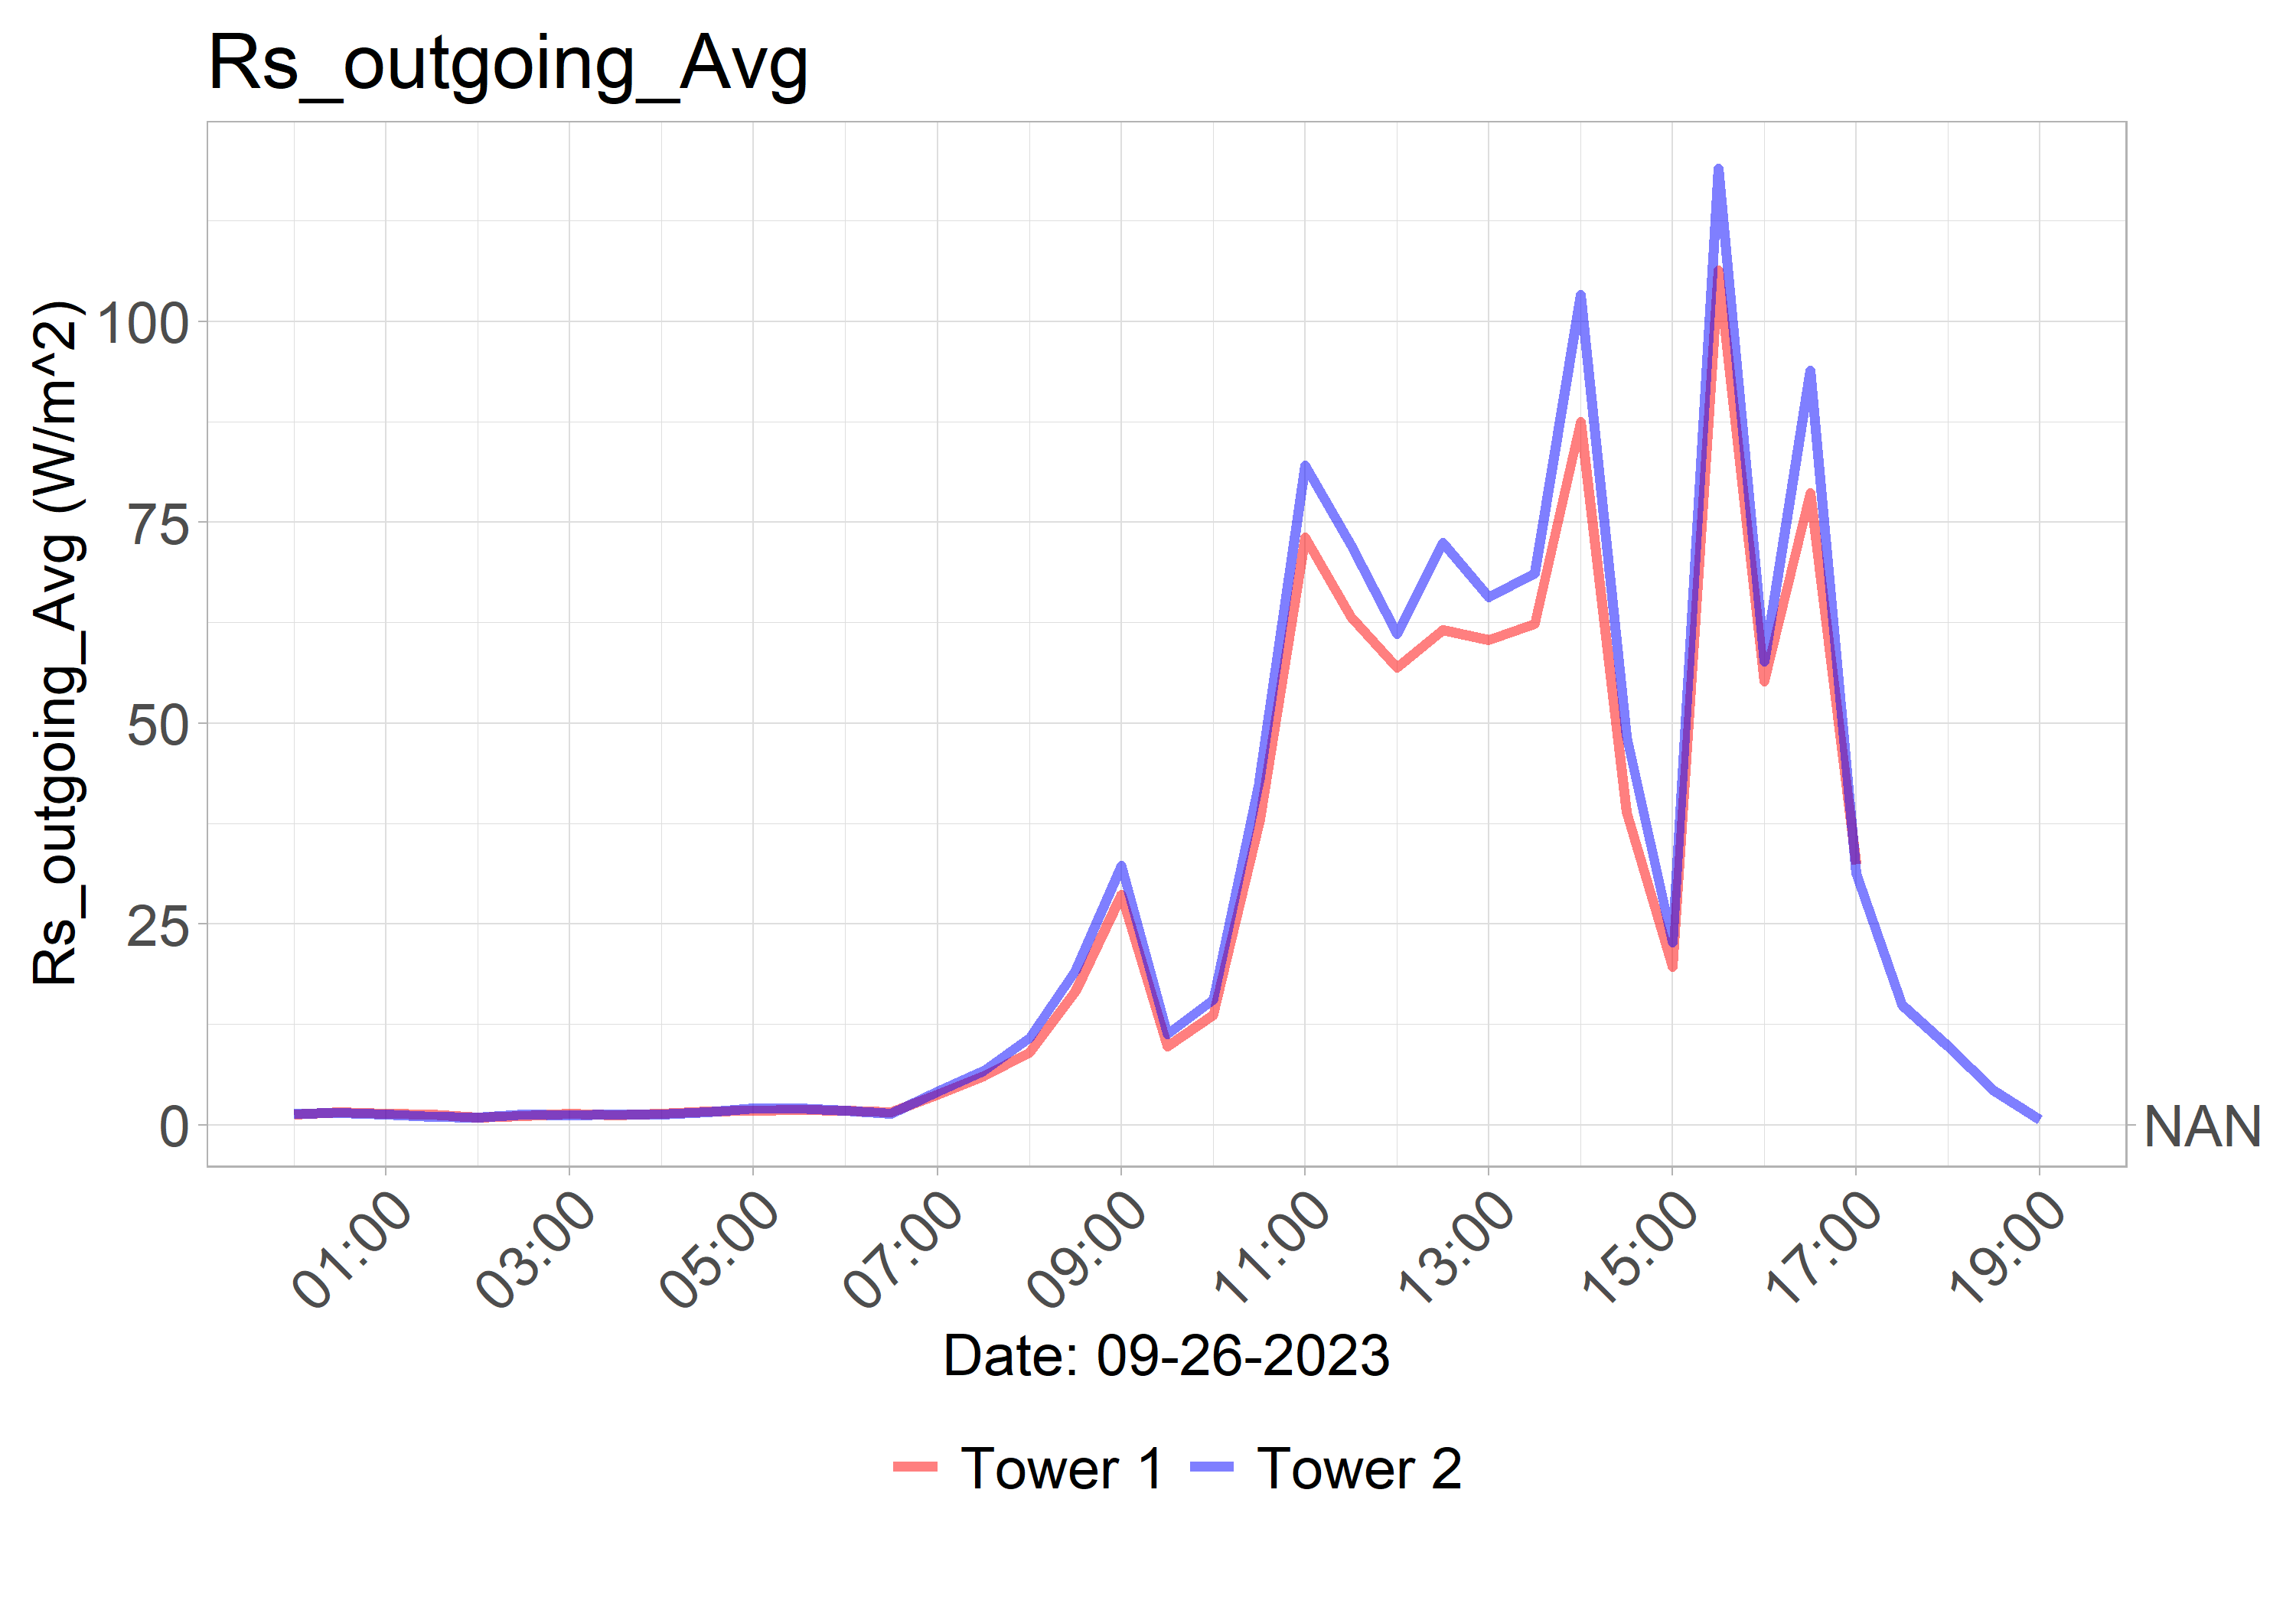 Rs_outgoing_Avg
Rs_outgoing_Avg (W/m^2)
100
75
50
25
0
NAN
01:00
03:00
05:00
07:00
09:00
11:00
13:00
15:00
17:00
19:00
Date: 09-26-2023
Tower 1
Tower 2